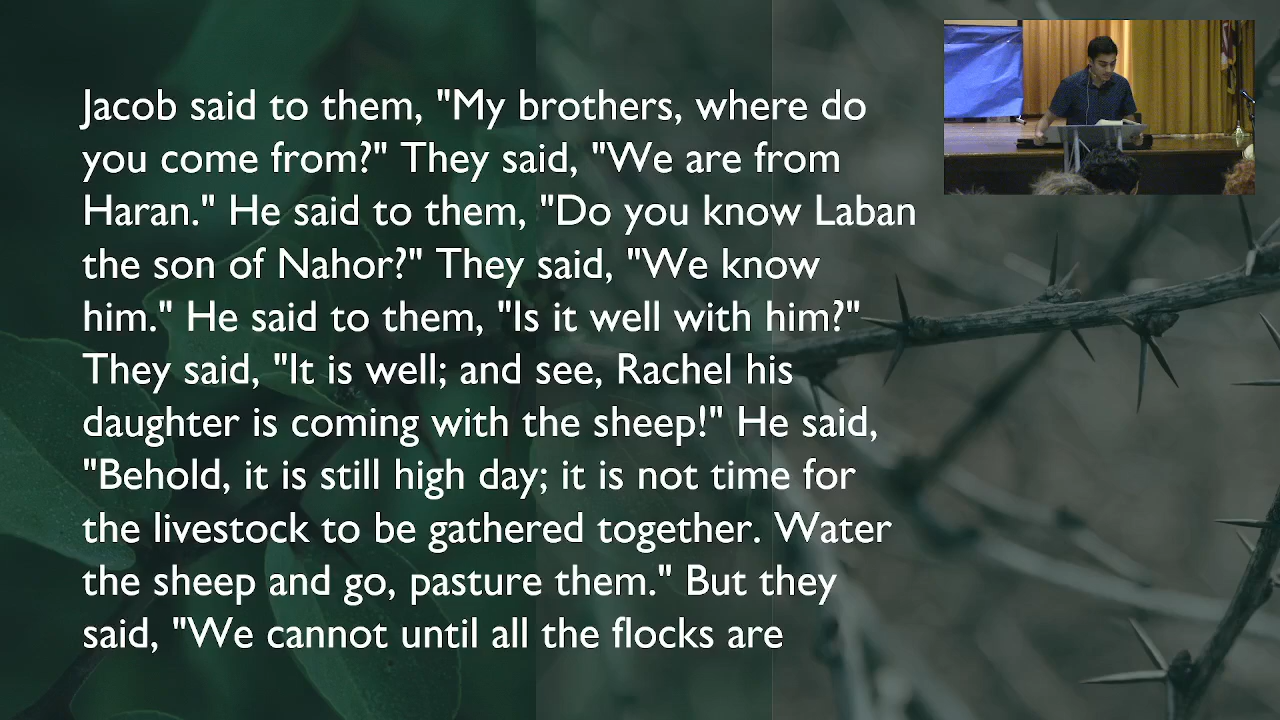 Jacob said to them, "My brothers, where do
you come from?" They said, "We are from
Haran." He said to them, "Do you know Laban
the son of Nahor?" They said, "We know
him." He said to them, "Is it well with him?"
They said, "It is well; and see, Rachel his
daughter is coming with the sheep!" He said,
"Behold, it is still high day; it is not time for
the livestock to be gathered together. Water
the sheep and go, pasture them." But they
said, "We cannot until all the flocks are